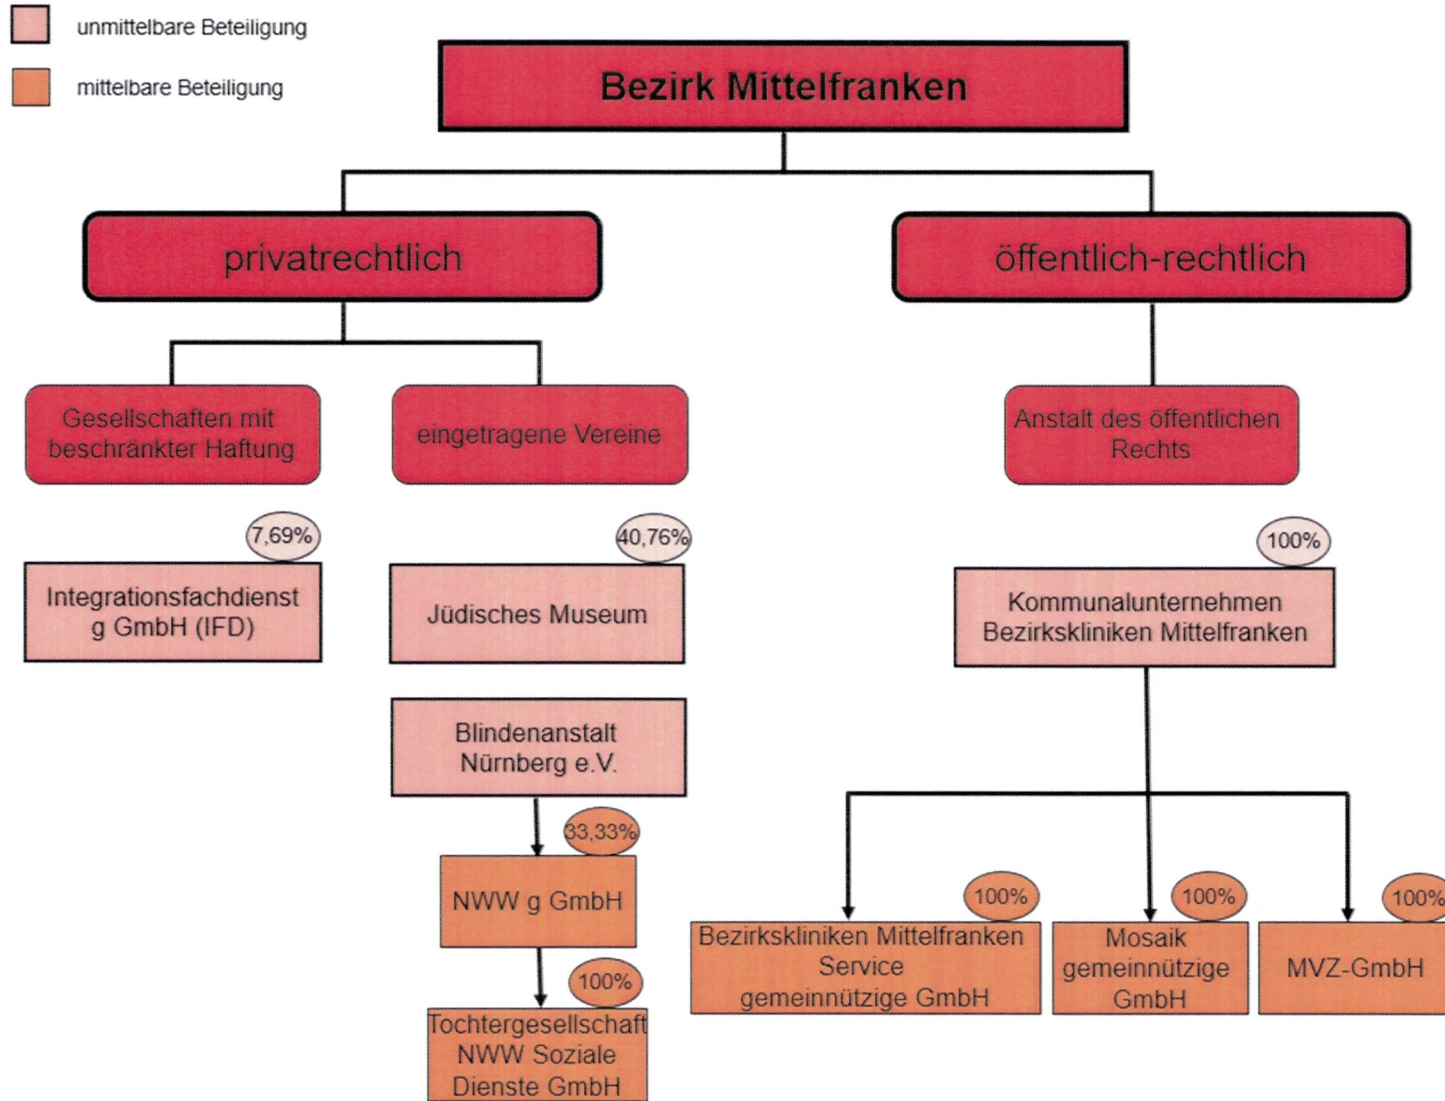 unmittelbare Beteiligung
mittelbare Beteiligung
Bezirk Mittelfranken
privatrechtlich
öffentlich-rechtlich
Gesellschaften mit
beschränkter Haftung
eingetragene Vereine
Anstalt des öffentlichen
Rechts
7,69%
Integrationsfachdienst
g GmbH (IFD)
40,76%
Jüdisches Museum
100%
Kommunalunternehmen
Bezirkskliniken Mittelfranken
Blindenanstalt
Nürnberg e.V.
33,33%
NWW g GmbH
100%
Tochtergesellschaft
NWW Soziale
Dienste GmbH
100%
Bezirkskliniken Mittelfranken
Service
gemeinnützige GmbH
100%
Mosaik
gemeinnützige
GmbH
100%
MVZ-GmbH